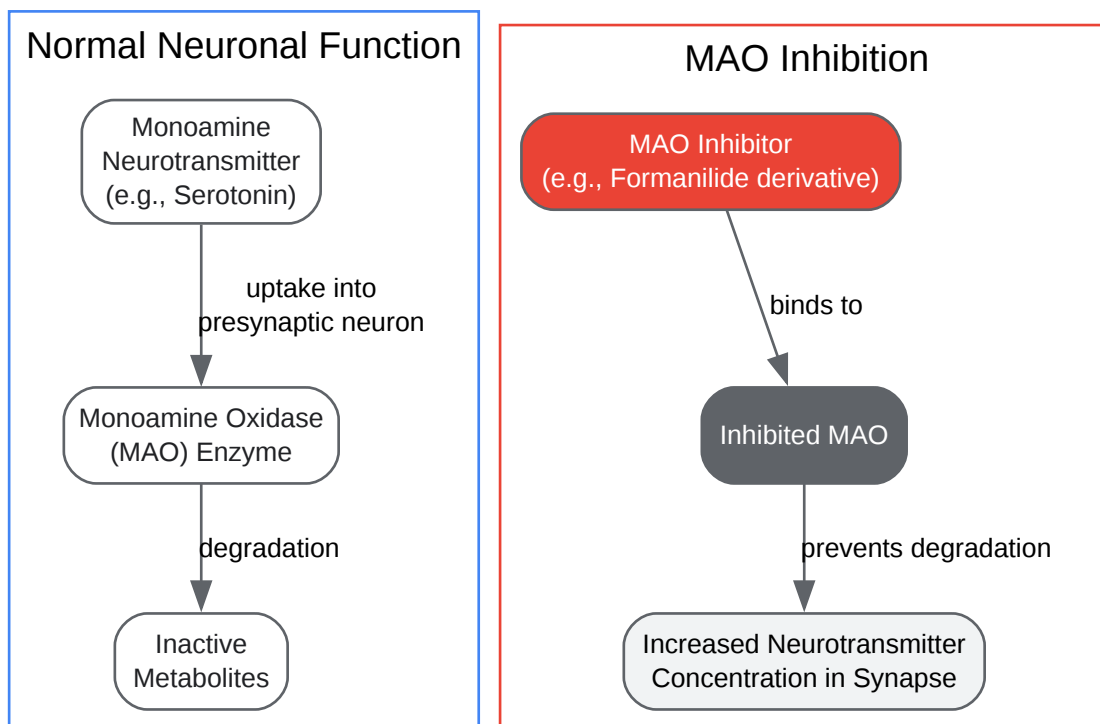 Normal Neuronal Function
Monoamine
Neurotransmitter
(e.g., Serotonin)
uptake into
presynaptic neuron
Monoamine Oxidase
(MAO) Enzyme
degradation
Inactive
Metabolites
MAO Inhibition
MAO Inhibitor
(e.g., Formanilide derivative)
binds to
Inhibited MAO
prevents degradation
Increased Neurotransmitter
Concentration in Synapse